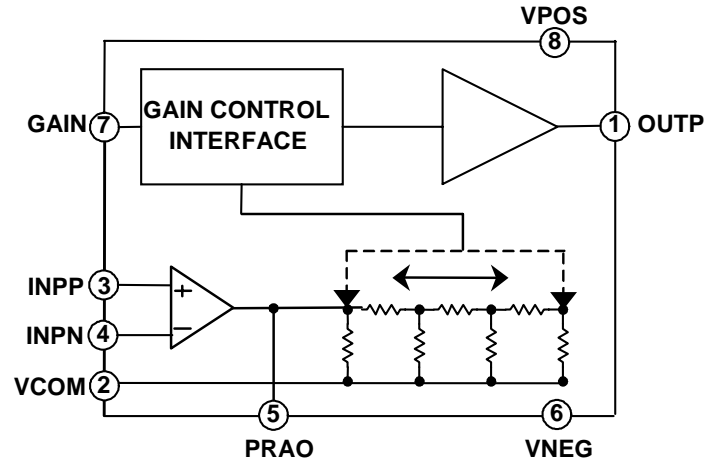 VPOS
8
GAIN 7
GAIN CONTROL
INTERFACE
1 OUTP
INPP 3
+
INPN 4
−
VCOM 2
5
6
PRAO
VNEG